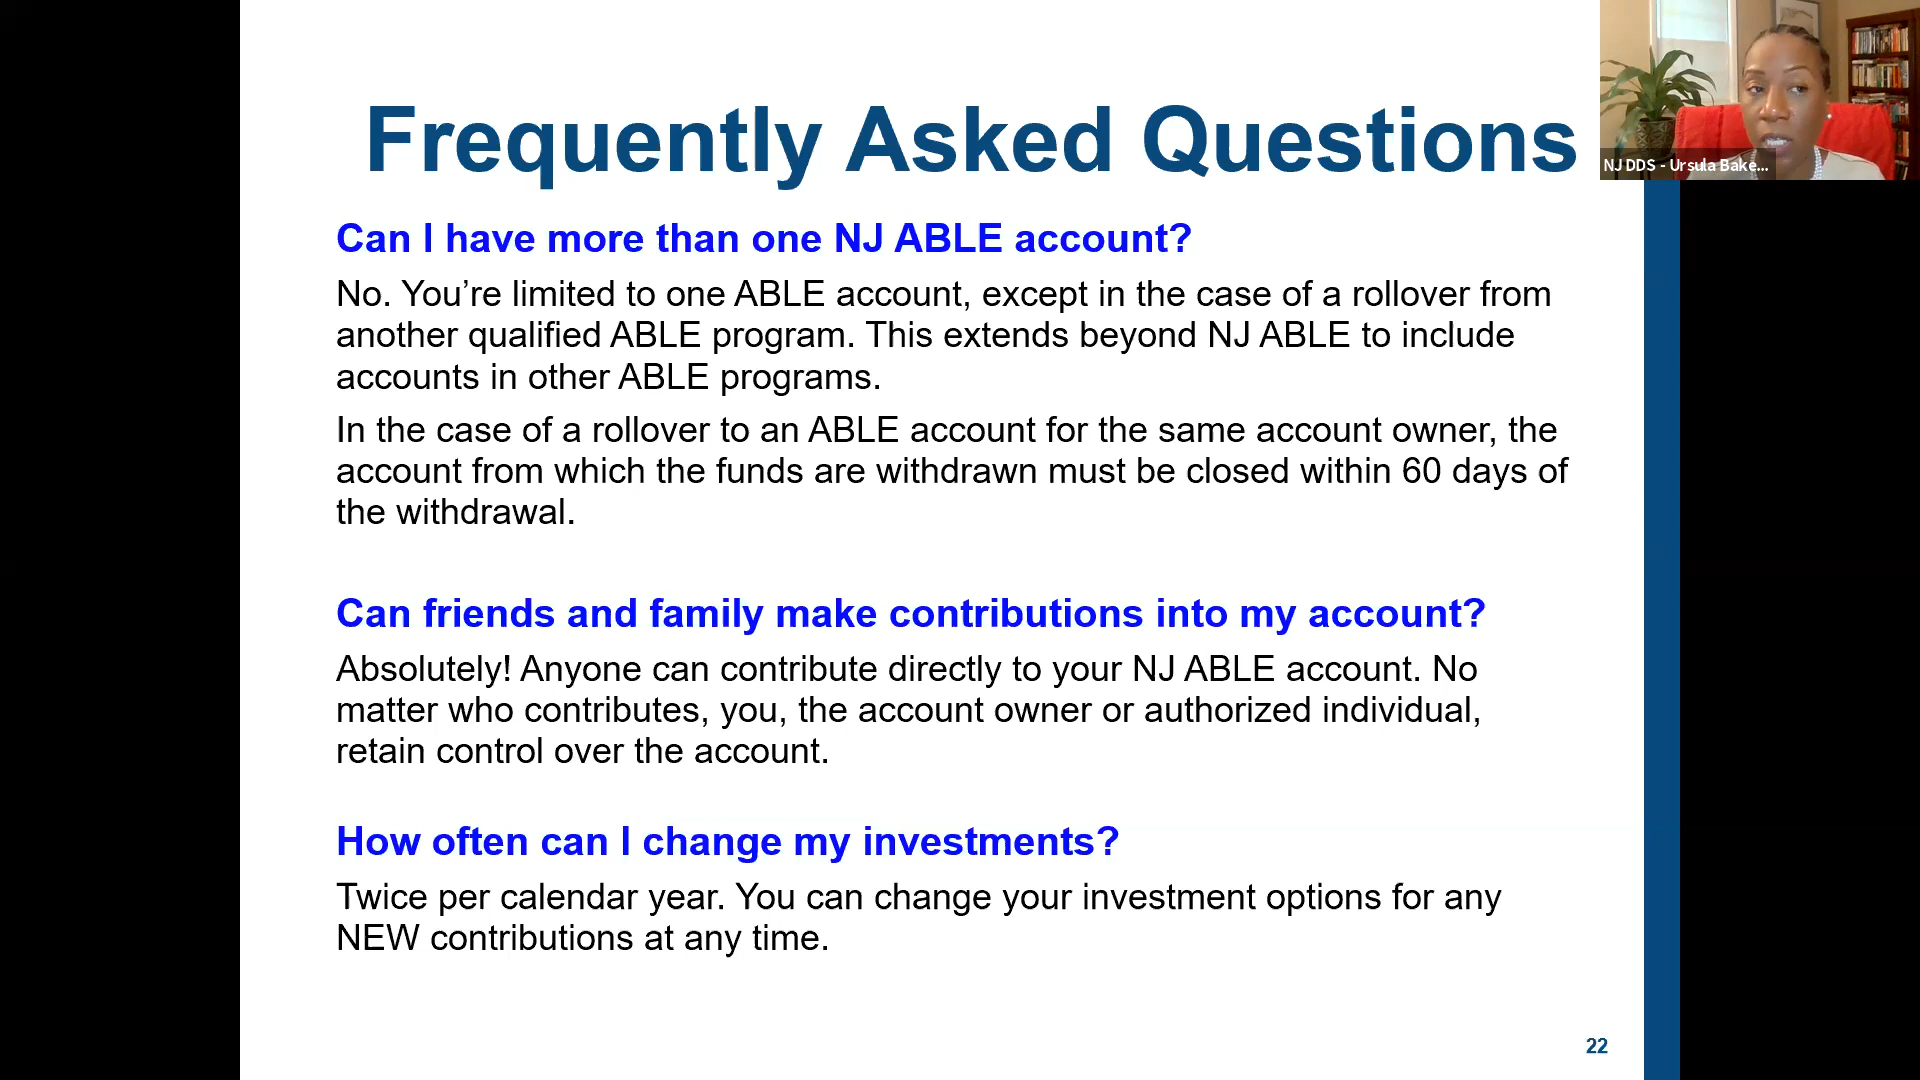 Frequently Asked Questions
NJ DDS - Ursula Bake...
Can I have more than one NJ ABLE account?
No. You’re limited to one ABLE account, except in the case of a rollover from
another qualified ABLE program. This extends beyond NJ ABLE to include
accounts in other ABLE programs.
In the case of a rollover to an ABLE account for the same account owner, the
account from which the funds are withdrawn must be closed within 60 days of
the withdrawal.
Can friends and family make contributions into my account?
Absolutely! Anyone can contribute directly to your NJ ABLE account. No
matter who contributes, you, the account owner or authorized individual,
retain control over the account.
How often can I change my investments?
Twice per calendar year. You can change your investment options for any
NEW contributions at any time.
22